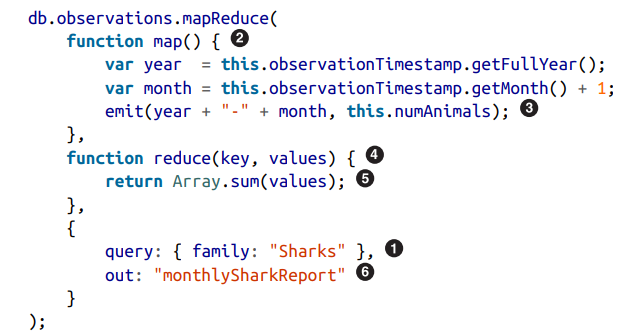 db.observations.mapReduce(
    function map() { ❷
        var year  = this.observationTimestamp.getFullYear();
        var month = this.observationTimestamp.getMonth() + 1;
        emit(year + "-" + month, this.numAnimals); ❸
    },
    function reduce(key, values) { ❹
        return Array.sum(values); ❺
    },
    {
        query: { family: "Sharks" }, ❶
        out: "monthlySharkReport" ❻
    }
);